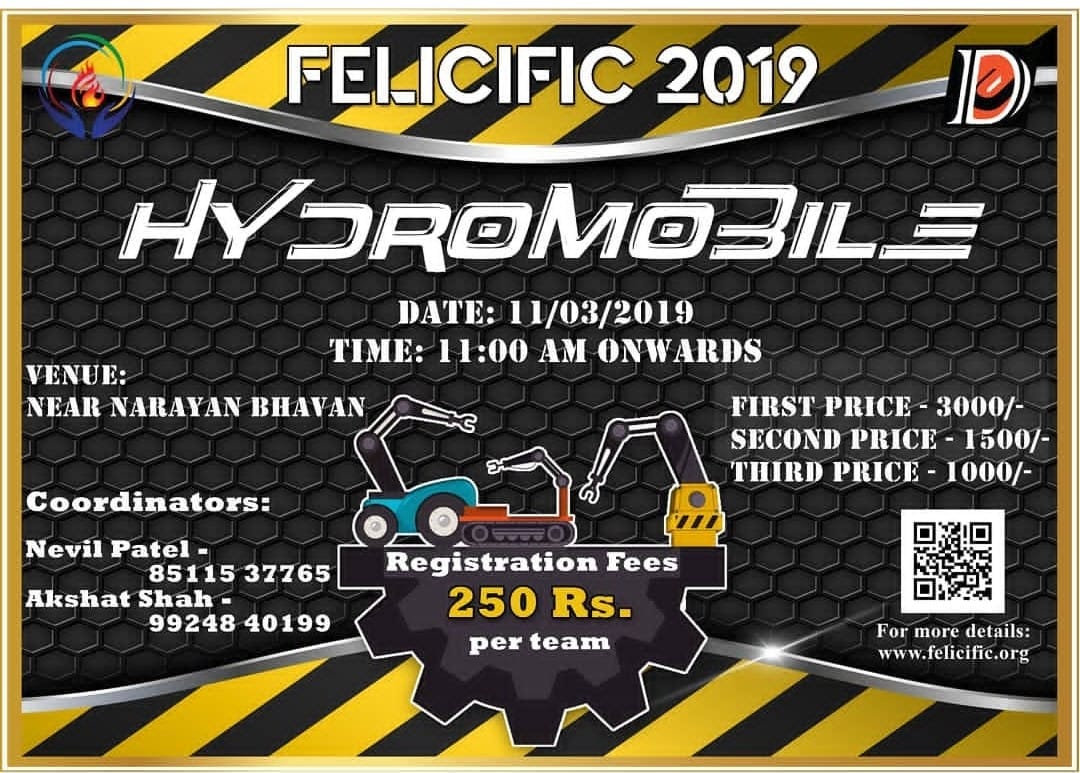 FELICIFIC 2019
HYDROMOBILE
DATE: 11/03/2019
TIME: 11:00 AM ONWARDS
VENUE:
NEAR NARAYAN BHAVAN
FIRST PRICE - 3000/-
SECOND PRICE - 1500/-
THIRD PRICE - 1000/-
Coordinators:
Nevil Patel -
85115 37765
Akshat Shah -
99248 40199
Registration Fees
250 Rs.
per team
For more details:
www.felicific.org